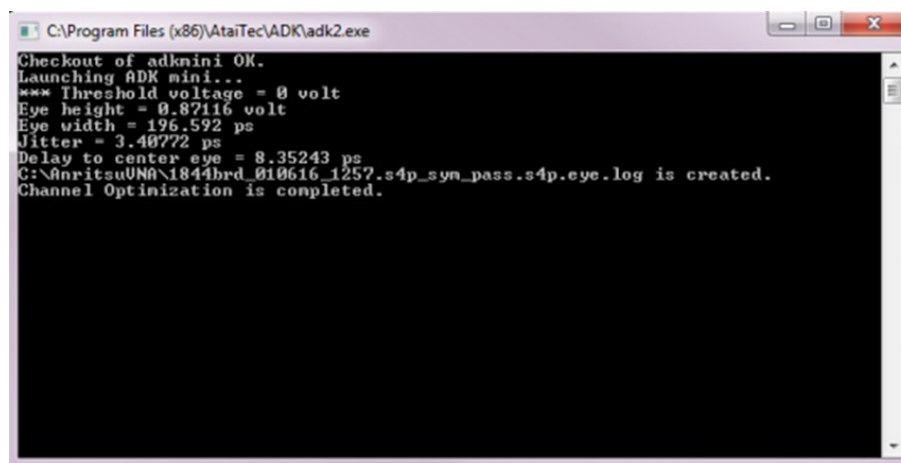 C:\Program Files (x86)\AtaiTec\ADK\adk2.exe
Checkout of adkmini OK.
Launching ADK mini...
*** Threshold voltage = 0 volt
Eye height = 0.87116 volt
Eye width = 196.592 ps
Jitter = 3.40772 ps
Delay to center eye = 8.35243 ps
C:\AnritsuVNA\1844brd_010616_1257.s4p_sym_pass.s4p.eye.log is created.
Channel Optimization is completed.